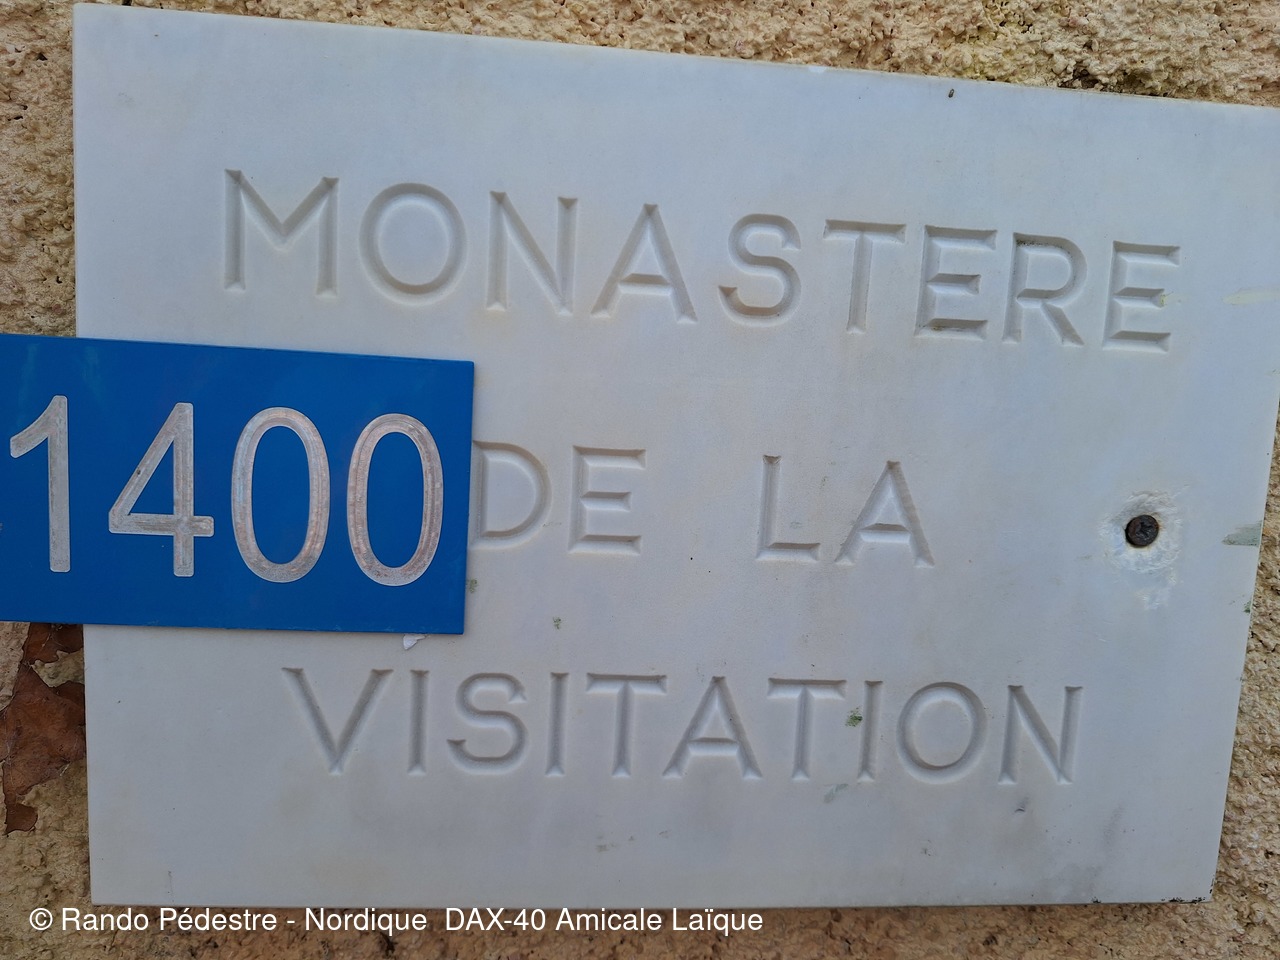 MONASTERE
1400
DE LA
VISITATION
© Rando Pédestre - Nordique DAX-40 Amicale Laïque